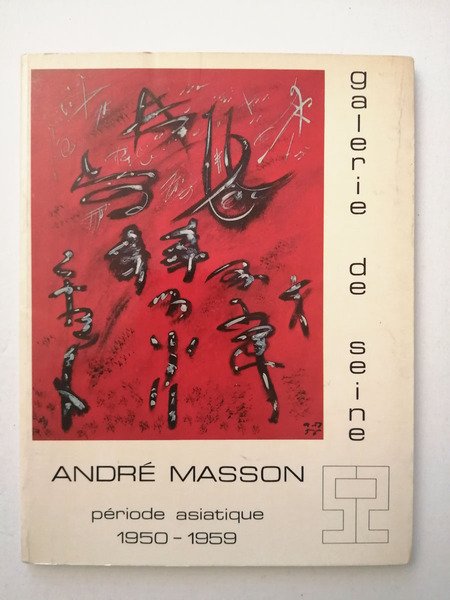 galerie de seine
ANDRÉ MASSON
période asiatique
1950 - 1959